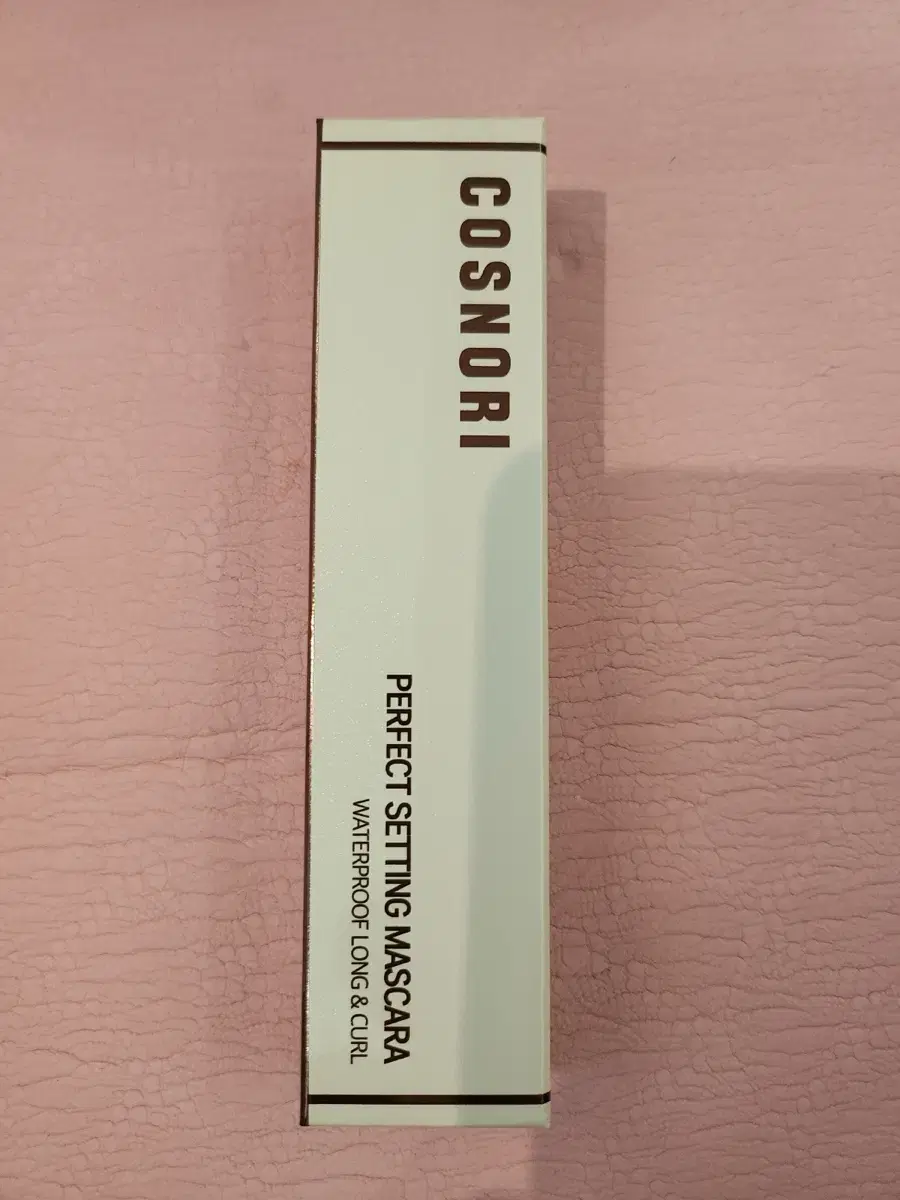 COSNORI
PERFECT SETTING MASCARA
WATERPROOF LONG & CURL